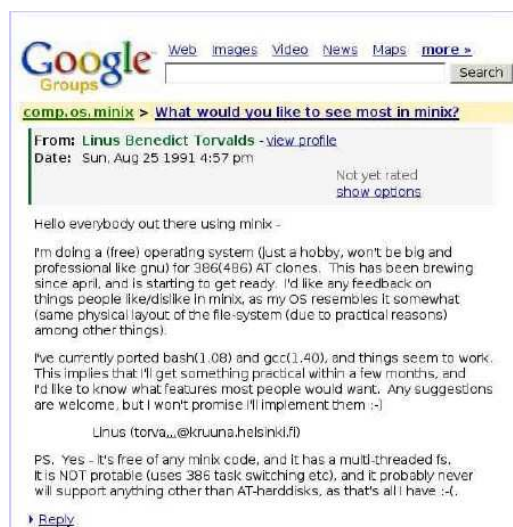 Google Groups
Web Images Video News Maps more »
Search
comp.os.minix > What would you like to see most in minix?
From: Linus Benedict Torvalds - view profile
Date: Sun, Aug 25 1991 4:57 pm
Not yet rated
show options
Hello everybody out there using minix -
I'm doing a (free) operating system (just a hobby, won't be big and
professional like gnu) for 386(486) AT clones. This has been brewing
since april, and is starting to get ready. I'd like any feedback on
things people like/dislike in minix, as my OS resembles it somewhat
(same physical layout of the file-system (due to practical reasons)
among other things).
I've currently ported bash(1.08) and gcc(1.40), and things seem to work.
This implies that I'll get something practical within a few months, and
I'd like to know what features most people would want. Any suggestions
are welcome, but I won't promise I'll implement them :-)
Linus (torva...@kruuna.helsinki.fi)
PS. Yes - it's free of any minix code, and it has a multi-threaded fs.
It is NOT protable (uses 386 task switching etc), and it probably never
will support anything other than AT-harddisks, as that's all I have :-(.
Reply